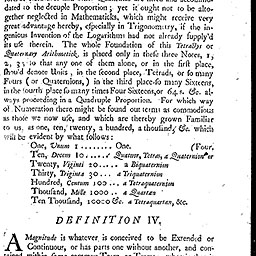 dated to the decuple Proportion; yet it ought not to be alto-
gether neglected in Mathematicks, which might receive very
great advantage hereby, especially in Trigonometry, if the in-
genious Invention of the Logarithms had not already supply'd
its use therein. The whole Foundation of this Tetractys or
Quaternary Arithmetick, is placed only in these three Notes, 1,
2, 3; so that any one of them alone, or in the first place,
shou'd denote Units, in the second place, Tetrads, or so many
Fours (or Quaternions,) in the third place so many Sixteens,
in the fourth place so many times Four Sixteens, or 64. &c. al-
ways proceeding in a Quadruple Proportion. For which way
of Numeration there might be found out terms as commodious
as those we now use, and which are thereby grown Familiar
to us, as one, ten, twenty, a hundred, a thousand, &c. which
will be evident by what follows:
One, Unum 1 One. (Four.
Ten, Decem 10 a Quatuor, Tetras, a Quaternion or
Twenty, Viginti 20 a Biquaternion
Thirty, Triginta 30 a Triquaternion
Hundred, Centum 100 a Tetraquaternion
Thousand, Mille 1000 a Quartan
Ten Thousand, 10000 &c. a Tetraquartan, &c.
DEFINITION IV.
A Magnitude is whatever is conceived to be Extended or
Continuous, or has parts one without another, and con-